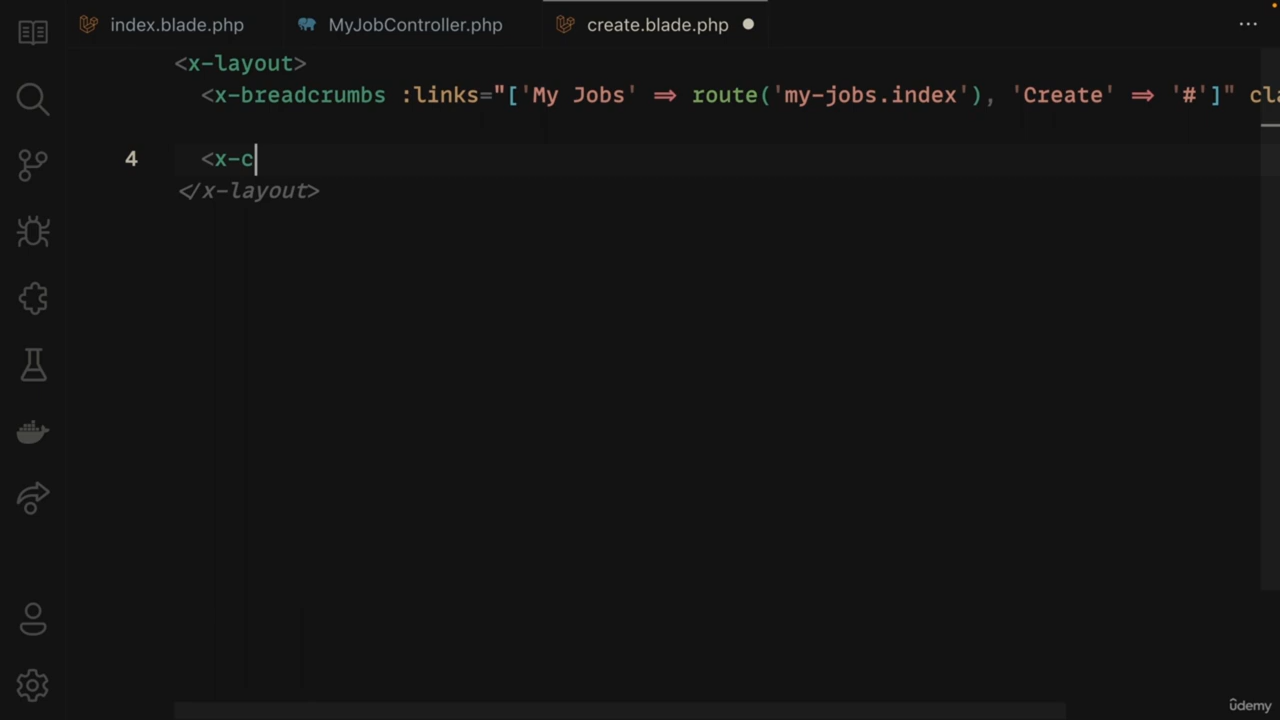 index.blade.php
MyJobController.php
create.blade.php
<x-layout>
<x-breadcrumbs :links="['My Jobs' => route('my-jobs.index'), 'Create' => '#']" cla
4
<x-c
</x-layout>
ûdemy